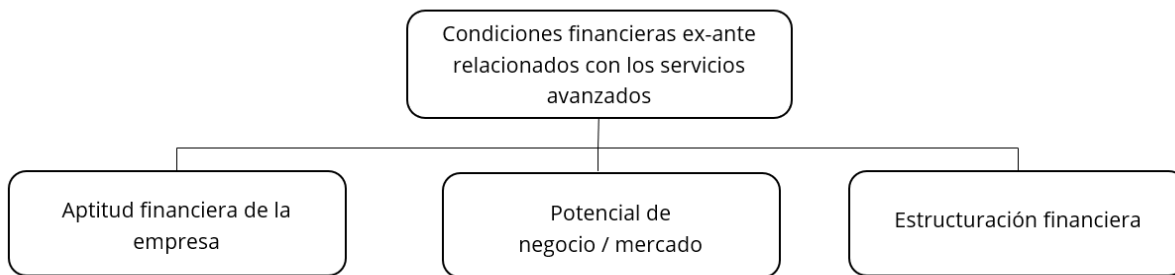 Condiciones financieras ex-ante
relacionados con los servicios
avanzados
Aptitud financiera de la
empresa
Potencial de
negocio / mercado
Estructuración financiera